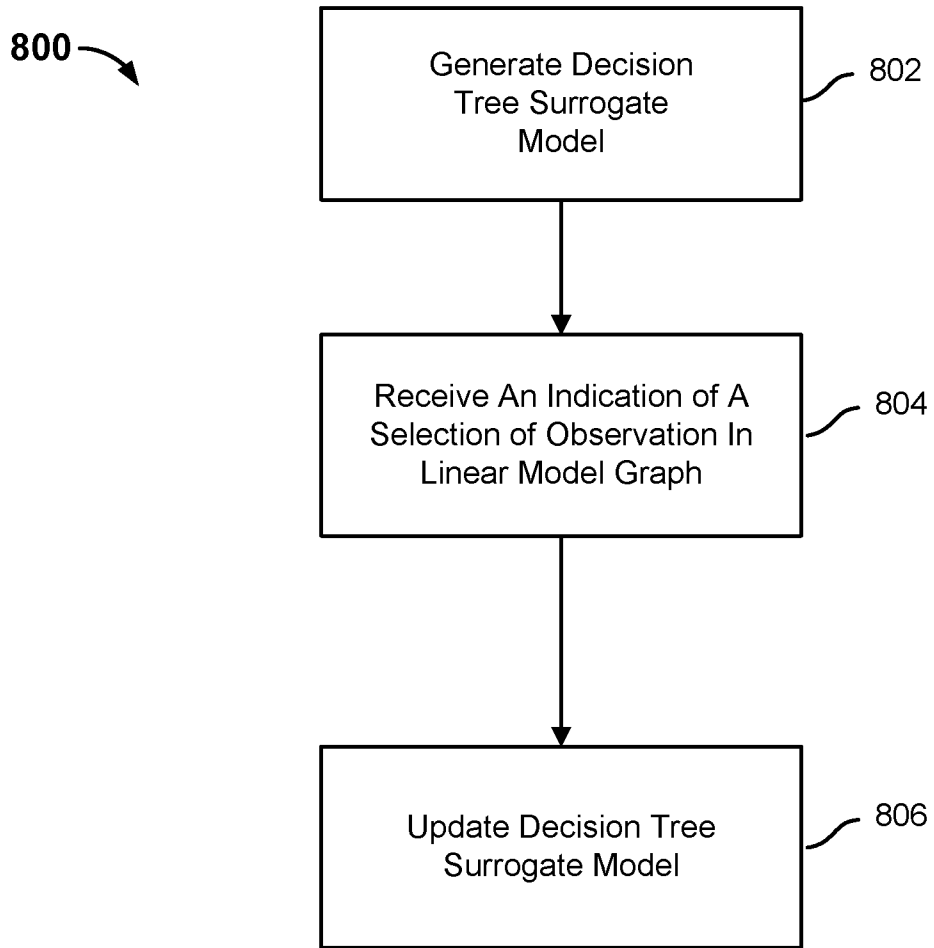 800
Generate Decision
Tree Surrogate
Model
802
Receive An Indication of A
Selection of Observation In
Linear Model Graph
804
Update Decision Tree
Surrogate Model
806